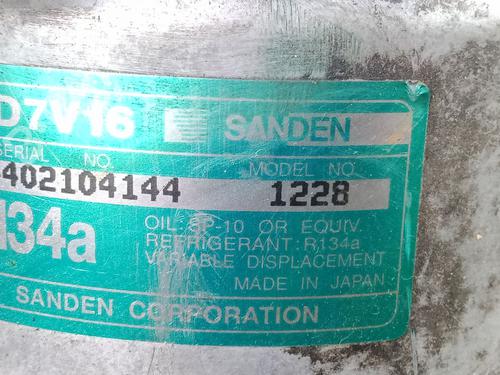 D7V16 SANDEN
SERIAL NO. MODEL NO.
402104144 1228
134a
OIL: SP-10 OR EQUIV.
REFRIGERANT: R134a
VARIABLE DISPLACEMENT
MADE IN JAPAN
SANDEN CORPORATION